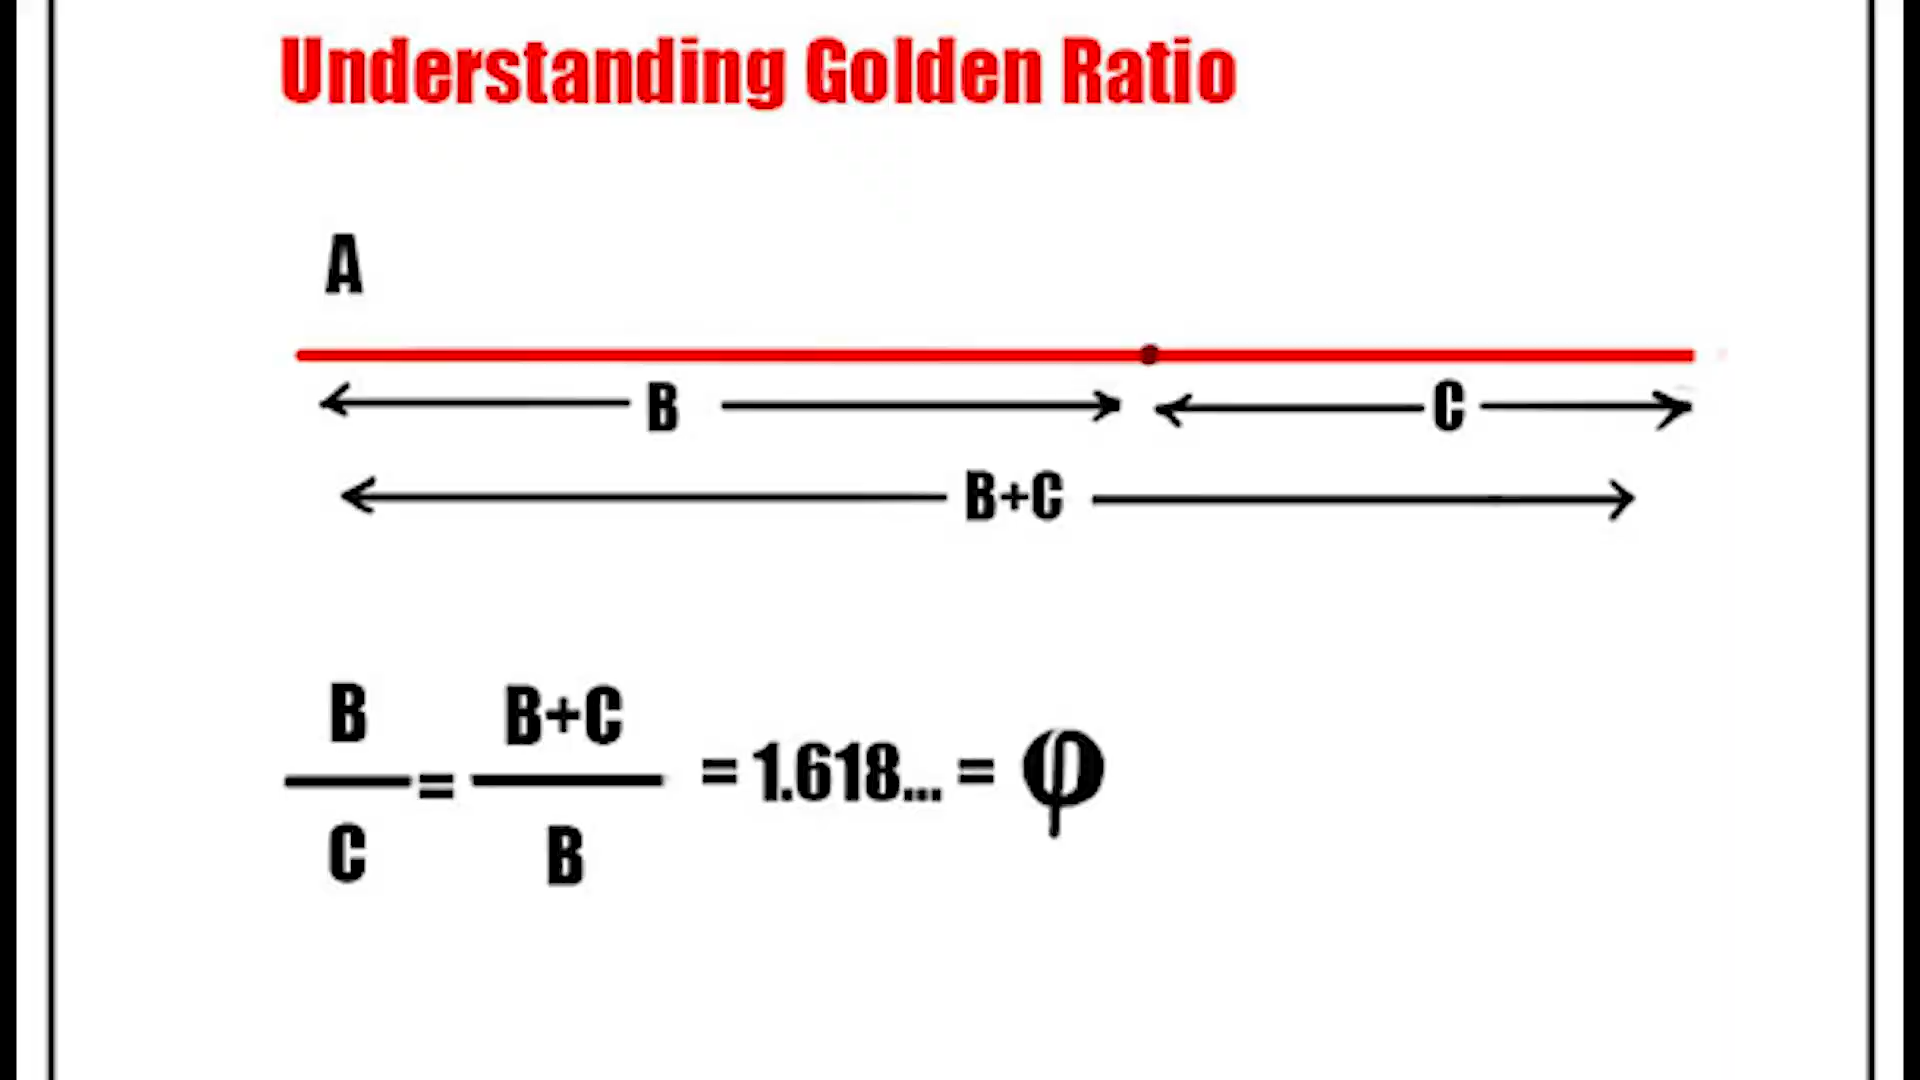 Understanding Golden Ratio
A
B C
B+C
B B+C
= = 1.618... = φ
C B